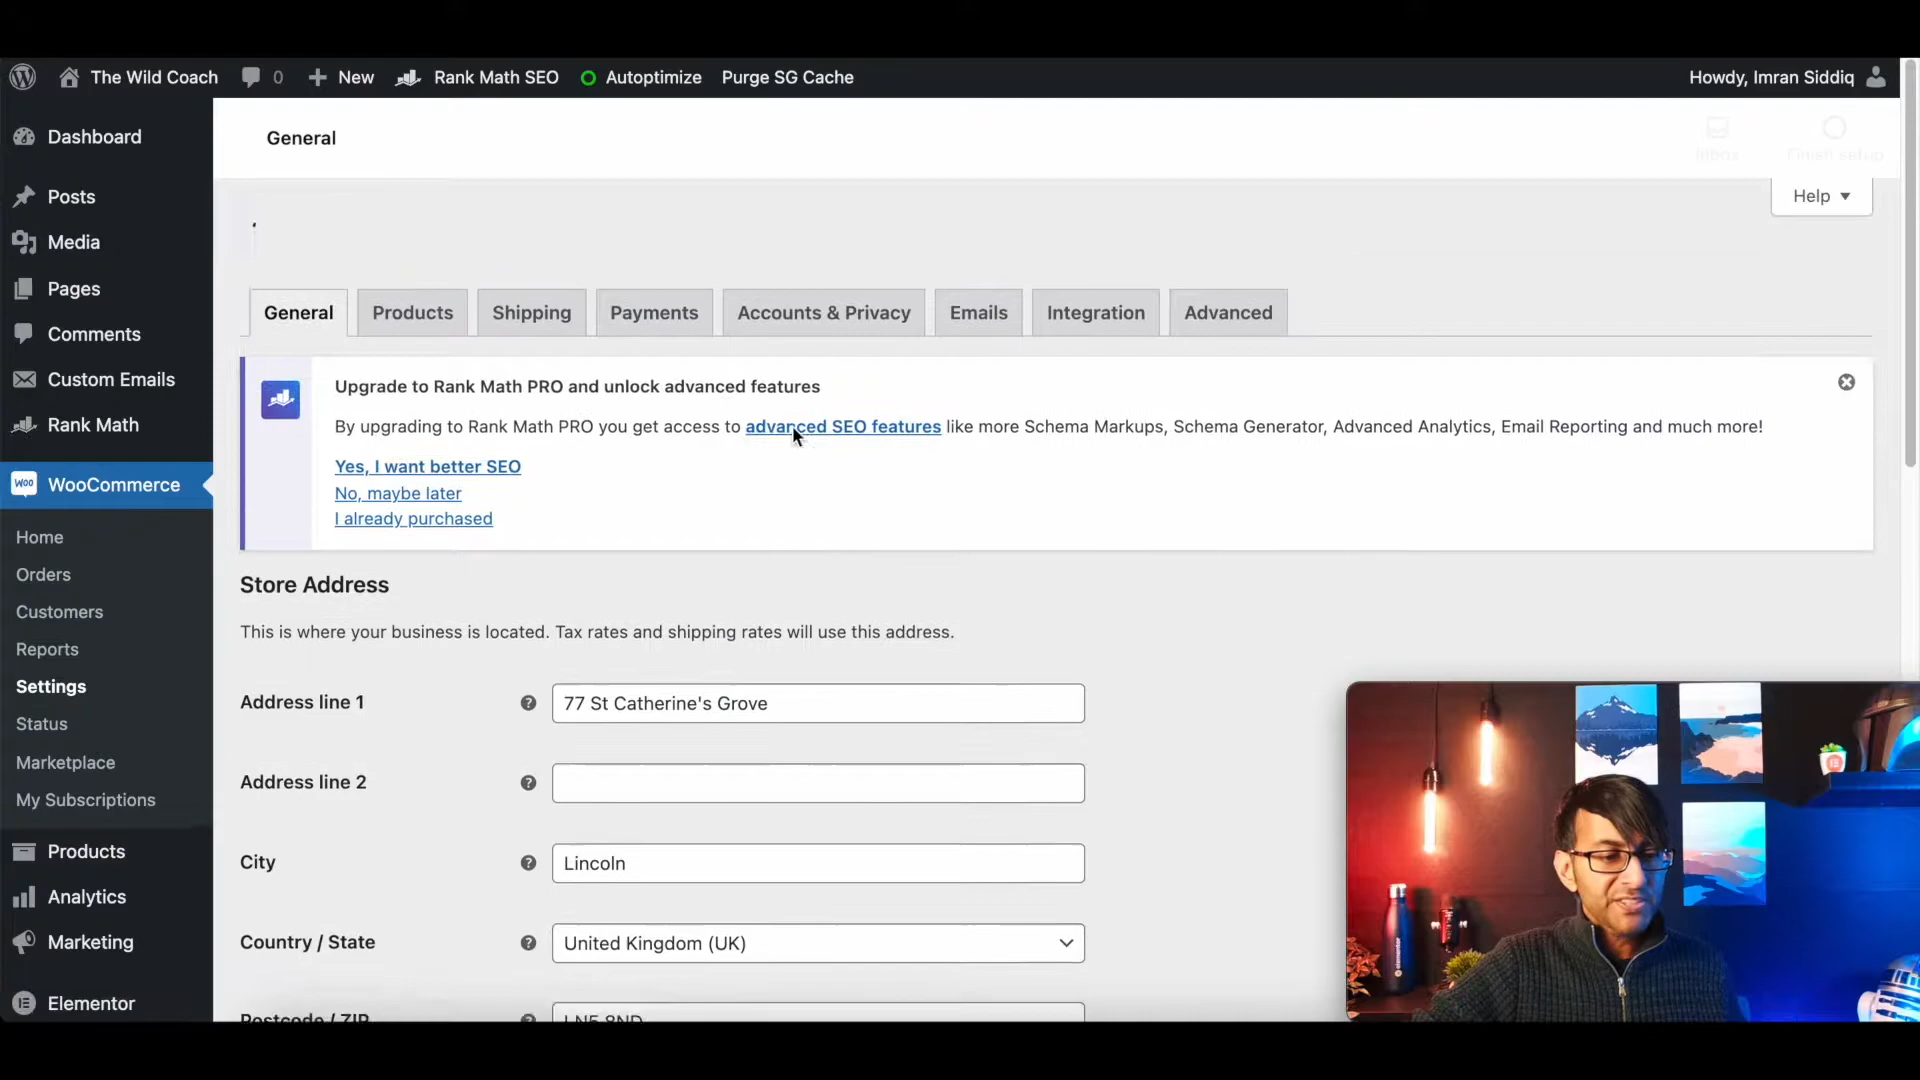 The Wild Coach 0 New Rank Math SEO Autoptimize Purge SG Cache Howdy, Imran Siddiq
Dashboard
Posts
Media
Pages
Comments
Custom Emails
Rank Math
WooCommerce
Home
Orders
Customers
Reports
Settings
Status
Marketplace
My Subscriptions
Products
Analytics
Marketing
Elementor
General
Inbox
Finish setup
Help
General Products Shipping Payments Accounts & Privacy Emails Integration Advanced
Upgrade to Rank Math PRO and unlock advanced features
By upgrading to Rank Math PRO you get access to advanced SEO features like more Schema Markups, Schema Generator, Advanced Analytics, Email Reporting and much more!
Yes, I want better SEO
No, maybe later
I already purchased
Store Address
This is where your business is located. Tax rates and shipping rates will use this address.
Address line 1 77 St Catherine's Grove
Address line 2
City Lincoln
Country / State United Kingdom (UK)
Postcode / ZIP LN5 8ND
elementor